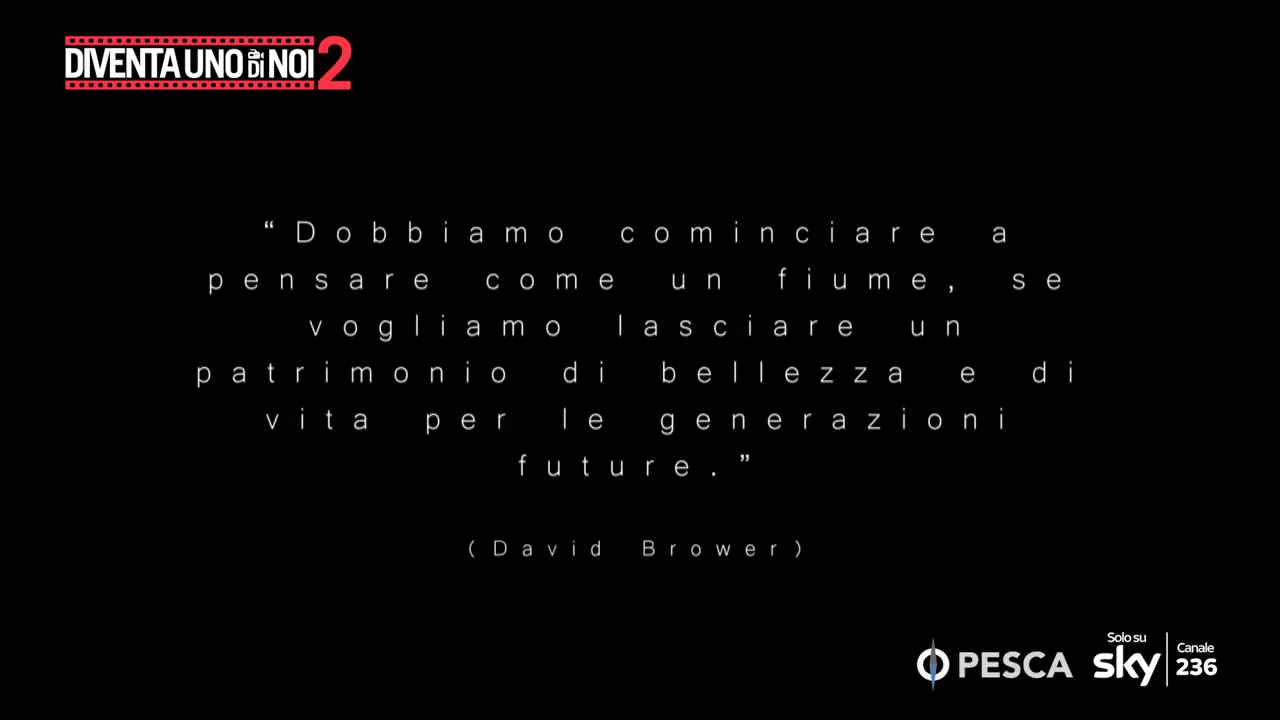 DIVENTA UNO DI NOI 2
“Dobbiamo cominciare a
pensare come un fiume, se
vogliamo lasciare un
patrimonio di bellezza e di
vita per le generazioni
future.”
(David Brower)
PESCA
Solo su
sky
Canale
236